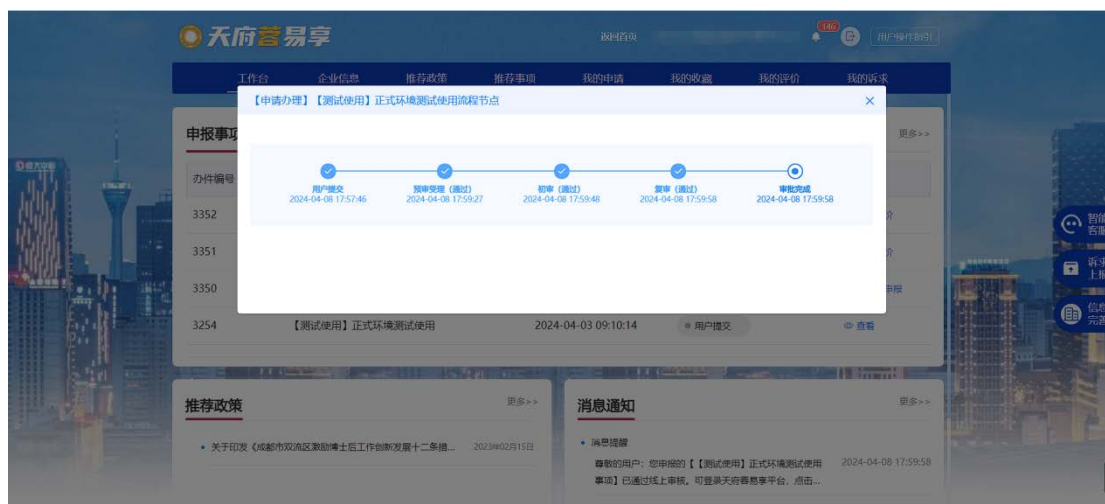 天府蓉易享
返回首页
146
用户操作指引
工作台 企业信息 推荐政策 推荐事项 我的申请 我的收藏 我的评价 我的诉求
【申请办理】【测试使用】正式环境测试使用流程节点
申报事项
更多>>
用户提交 预审受理（通过） 初审（通过） 复审（通过） 审批完成
2024-04-08 17:57:46 2024-04-08 17:59:27 2024-04-08 17:59:48 2024-04-08 17:59:58 2024-04-08 17:59:58
办件编号
3352
3351
3350
3254 【测试使用】正式环境测试使用 2024-04-03 09:10:14 用户提交 查看
智能
客服
诉求
上报
信息
完善
推荐政策 更多>>
关于印发《成都市双流区激励博士后工作创新发展十二条措... 2023年02月15日
消息通知 更多>>
消息提醒
尊敬的用户：您申报的【【测试使用】正式环境测试使用 2024-04-08 17:59:58
事项】已通过线上审核，可登录天府蓉易享平台，点击...